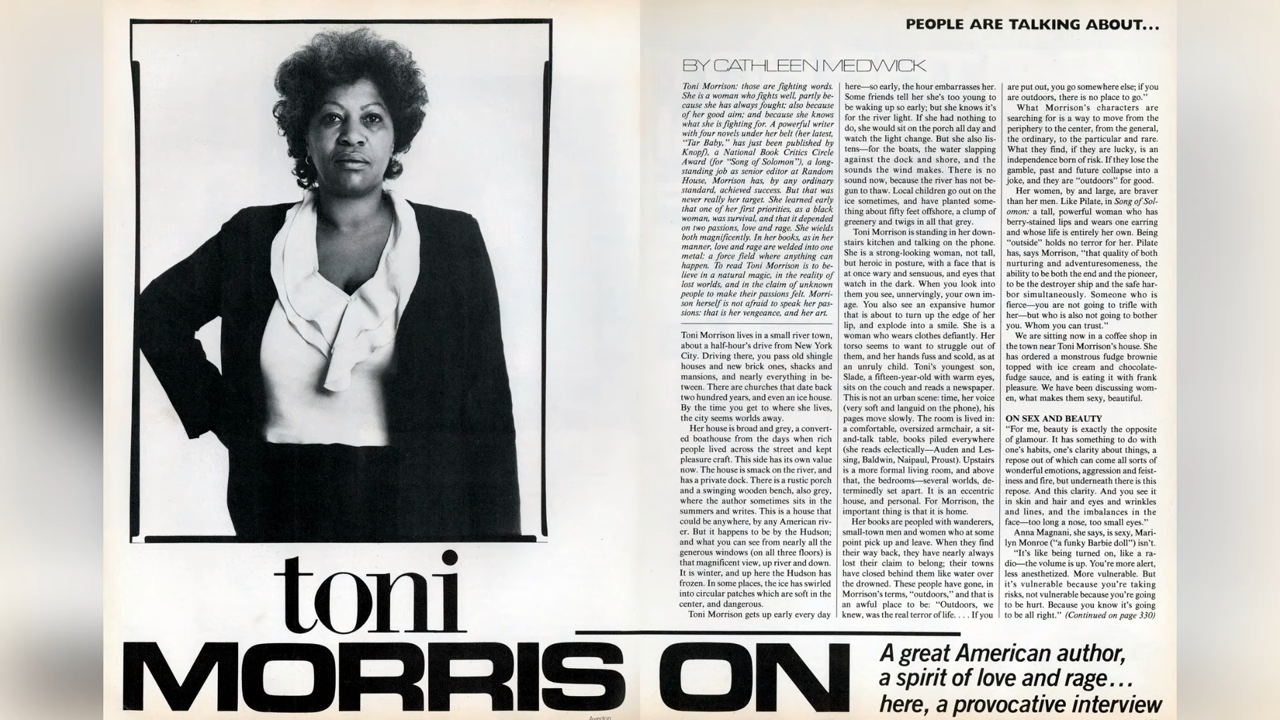 PEOPLE ARE TALKING ABOUT...
BY CATHLEEN MEDWICK
Toni Morrison: those are fighting words.
She is a woman who fights well, partly be-
cause she has always fought; also because
of her good aim; and because she knows
what she is fighting for. A powerful writer
with four novels under her belt (her latest,
"Tar Baby," has just been published by
Knopf), a National Book Critics Circle
Award (for "Song of Solomon"), a long-
standing job as senior editor at Random
House, Morrison has, by any ordinary
standard, achieved success. But that was
never really her target. She learned early
that one of her first priorities, as a black
woman, was survival, and that it depended
on two passions, love and rage. She wields
both magnificently. In her books, as in her
manner, love and rage are welded into one
metal: a force field where anything can
happen. To read Toni Morrison is to be-
lieve in a natural magic, in the reality of
lost worlds, and in the claim of unknown
people to make their passions felt. Morri-
son herself is not afraid to speak her pas-
sions: that is her vengeance, and her art.
Toni Morrison lives in a small river town,
about a half-hour's drive from New York
City. Driving there, you pass old shingle
houses and new brick ones, shacks and
mansions, and nearly everything in be-
tween. There are churches that date back
two hundred years, and even an ice house.
By the time you get to where she lives,
the city seems worlds away.
Her house is broad and grey, a convert-
ed boathouse from the days when rich
people lived across the street and kept
pleasure craft. This side has its own value
now. The house is smack on the river, and
has a private dock. There is a rustic porch
and a swinging wooden bench, also grey,
where the author sometimes sits in the
summers and writes. This is a house that
could be anywhere, by any American riv-
er. But it happens to be by the Hudson;
and what you can see from nearly all the
generous windows (on all three floors) is
that magnificent view, up river and down.
It is winter, and up here the Hudson has
frozen. In some places, the ice has swirled
into circular patches which are soft in the
center, and dangerous.
Toni Morrison gets up early every day
here—so early, the hour embarrasses her.
Some friends tell her she's too young to
be waking up so early; but she knows it's
for the river light. If she had nothing to
do, she would sit on the porch all day and
watch the light change. But she also lis-
tens—for the boats, the water slapping
against the dock and shore, and the
sounds the wind makes. There is no
sound now, because the river has not be-
gun to thaw. Local children go out on the
ice sometimes, and have planted some-
thing about fifty feet offshore, a clump of
greenery and twigs in all that grey.
Toni Morrison is standing in her down-
stairs kitchen and talking on the phone.
She is a strong-looking woman, not tall,
but heroic in posture, with a face that is
at once wary and sensuous, and eyes that
watch in the dark. When you look into
them you see, unnervingly, your own im-
age. You also see an expansive humor
that is about to turn up the edge of her
lip, and explode into a smile. She is a
woman who wears clothes defiantly. Her
torso seems to want to struggle out of
them, and her hands fuss and scold, as at
an unruly child. Toni's youngest son,
Slade, a fifteen-year-old with warm eyes,
sits on the couch and reads a newspaper.
This is not an urban scene: time, her voice
(very soft and languid on the phone), his
pages move slowly. The room is lived in:
a comfortable, oversized armchair, a sit-
and-talk table, books piled everywhere
(she reads eclectically—Auden and Les-
sing, Baldwin, Naipaul, Proust). Upstairs
is a more formal living room, and above
that, the bedrooms—several worlds, de-
terminedly set apart. It is an eccentric
house, and personal. For Morrison, the
important thing is that it is home.
Her books are peopled with wanderers,
small-town men and women who at some
point pick up and leave. When they find
their way back, they have nearly always
lost their claim to belong; their towns
have closed behind them like water over
the drowned. These people have gone, in
Morrison's terms, "outdoors," and that is
an awful place to be: "Outdoors, we
knew, was the real terror of life. . . . If you
are put out, you go somewhere else; if you
are outdoors, there is no place to go."
What Morrison's characters are
searching for is a way to move from the
periphery to the center, from the general,
the ordinary, to the particular and rare.
What they find, if they are lucky, is an
independence born of risk. If they lose the
gamble, past and future collapse into a
joke, and they are "outdoors" for good.
Her women, by and large, are braver
than her men. Like Pilate, in Song of Sol-
omon: a tall, powerful woman who has
berry-stained lips and wears one earring
and whose life is entirely her own. Being
"outside" holds no terror for her. Pilate
has, says Morrison, "that quality of both
nurturing and adventuresomeness, the
ability to be both the end and the pioneer,
to be the destroyer ship and the safe har-
bor simultaneously. Someone who is
fierce—you are not going to trifle with
her—but who is also not going to bother
you. Whom you can trust."
We are sitting now in a coffee shop in
the town near Toni Morrison's house. She
has ordered a monstrous fudge brownie
topped with ice cream and chocolate-
fudge sauce, and is eating it with frank
pleasure. We have been discussing wom-
en, what makes them sexy, beautiful.
ON SEX AND BEAUTY
"For me, beauty is exactly the opposite
of glamour. It has something to do with
one's habits, one's clarity about things, a
repose out of which can come all sorts of
wonderful emotions, aggression and feist-
iness and fire, but underneath there is this
repose. And this clarity. And you see it
in skin and hair and eyes and wrinkles
and lines, and the imbalances in the
face—too long a nose, too small eyes."
Anna Magnani, she says, is sexy, Mari-
lyn Monroe ("a funky Barbie doll") isn't.
"It's like being turned on, like a ra-
dio—the volume is up. You're more alert,
less anesthetized. More vulnerable. But
it's vulnerable because you're taking
risks, not vulnerable because you're going
to be hurt. Because you know it's going
to be all right." (Continued on page 330)
toni
MORRISON
A great American author,
a spirit of love and rage...
here, a provocative interview
Avedon